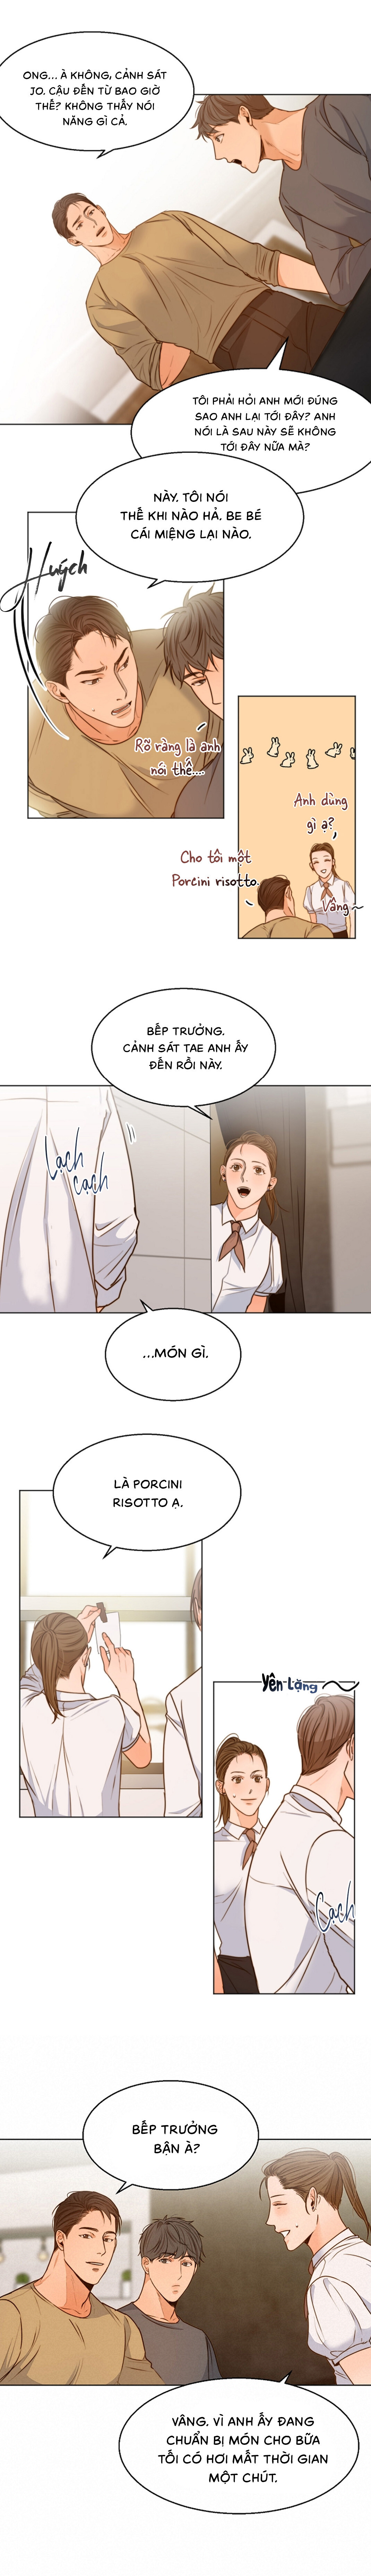 ONG... À KHÔNG, CẢNH SÁT
JO. CẬU ĐẾN TỪ BAO GIỜ
THẾ? KHÔNG THẤY NÓI
NĂNG GÌ CẢ.
TÔI PHẢI HỎI ANH MỚI ĐÚNG
SAO ANH LẠI TỚI ĐÂY? ANH
NÓI LÀ SAU NÀY SẼ KHÔNG
TỚI ĐÂY NỮA MÀ?
NÀY. TÔI NÓI
THẾ KHI NÀO HẢ. BE BÉ
CÁI MIỆNG LẠI NÀO.
Huých
Rõ ràng là anh
nói thế...
Anh dùng
gì ạ?
Cho tôi một
Porcini risotto.
Vâng~
BẾP TRƯỞNG.
CẢNH SÁT TAE ANH ẤY
ĐẾN RỒI NÀY.
Lạch
cạch
...MÓN GÌ.
LÀ PORCINI
RISOTTO Ạ.
Yên Lặng~
Cạch
BẾP TRƯỞNG
BẬN À?
VÂNG. VÌ ANH ẤY ĐANG
CHUẨN BỊ MÓN CHO BỮA
TỐI CÓ HƠI MẤT THỜI GIAN
MỘT CHÚT.